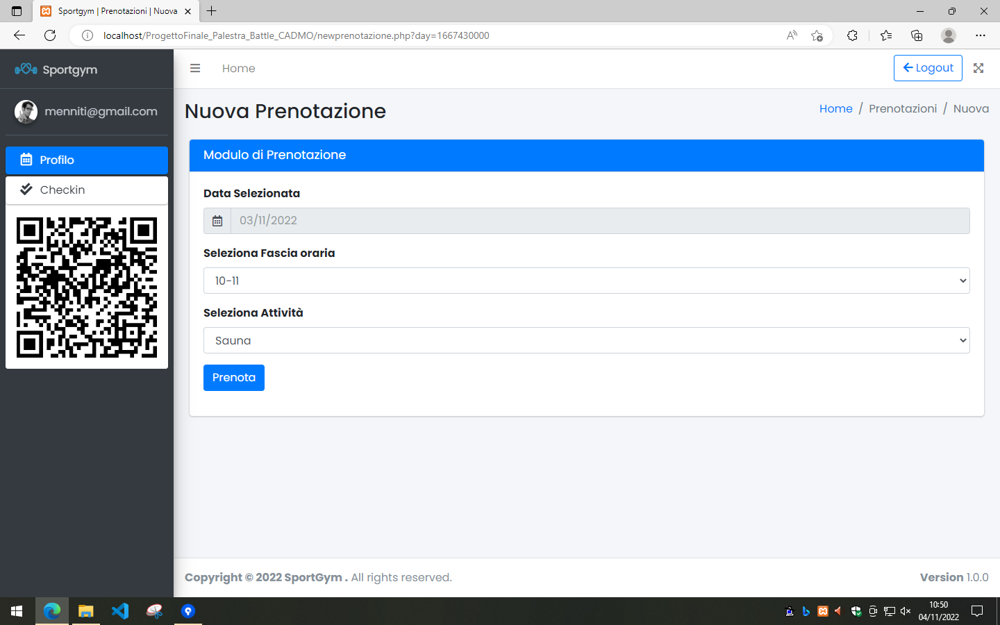 Sportgym | Prenotazioni | Nuova
localhost/ProgettoFinale_Palestra_Battle_CADMO/newprenotazione.php?day=1667430000
Sportgym
Home
Logout
menniti@gmail.com
Nuova Prenotazione
Home / Prenotazioni / Nuova
Profilo
Checkin
Modulo di Prenotazione
Data Selezionata
03/11/2022
Seleziona Fascia oraria
10-11
Seleziona Attività
Sauna
Prenota
Copyright © 2022 SportGym . All rights reserved.
Version 1.0.0
10:50
04/11/2022